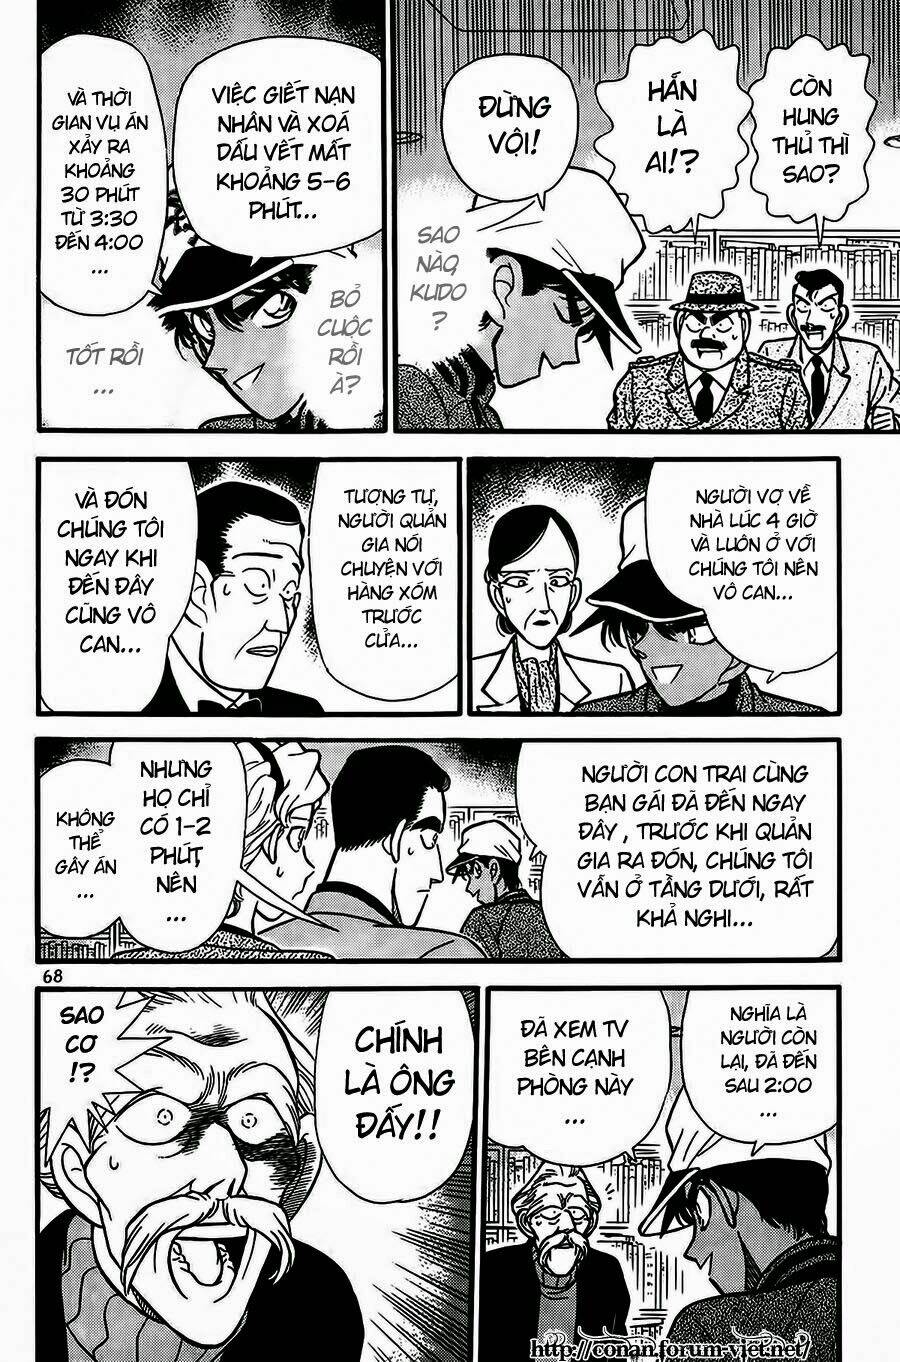 CÒN
HUNG
THỦ THÌ
SAO?
HẮN
LÀ
AI!?
ĐỪNG
VỘI!
SAO
NÀO,
KUDO
?
VIỆC GIẾT NẠN
NHÂN VÀ XOÁ
DẤU VẾT MẤT
KHOẢNG 5-6
PHÚT...
BỎ
CUỘC
RỒI
À?
VÀ THỜI
GIAN VỤ ÁN
XẢY RA
KHOẢNG
30 PHÚT
TỪ 3:30
ĐẾN 4:00
...
TỐT RỒI
...
NGƯỜI VỢ VỀ
NHÀ LÚC 4 GIỜ
VÀ LUÔN Ở VỚI
CHÚNG TÔI NÊN
VÔ CAN...
TƯƠNG TỰ,
NGƯỜI QUẢN
GIA NÓI
CHUYỆN VỚI
HÀNG XÓM
TRƯỚC
CỬA...
VÀ ĐÓN
CHÚNG TÔI
NGAY KHI
ĐẾN ĐÂY
CŨNG VÔ
CAN...
NGƯỜI CON TRAI CÙNG
BẠN GÁI ĐÃ ĐẾN NGAY
ĐÂY , TRƯỚC KHI QUẢN
GIA RA ĐÓN, CHÚNG TÔI
VẪN Ở TẦNG DƯỚI, RẤT
KHẢ NGHI...
NHƯNG
HỌ CHỈ
CÓ 1-2
PHÚT,
NÊN
...
KHÔNG
THỂ
GÂY ÁN
...
68
NGHĨA LÀ
NGƯỜI CÒN
LẠI, ĐÃ ĐẾN
SAU 2:00
...
ĐÃ XEM TV
BÊN CẠNH
PHÒNG NÀY
...
CHÍNH
LÀ ÔNG
ĐẤY!!
SAO
CƠ
!?
http://conan.forum-viet.net/